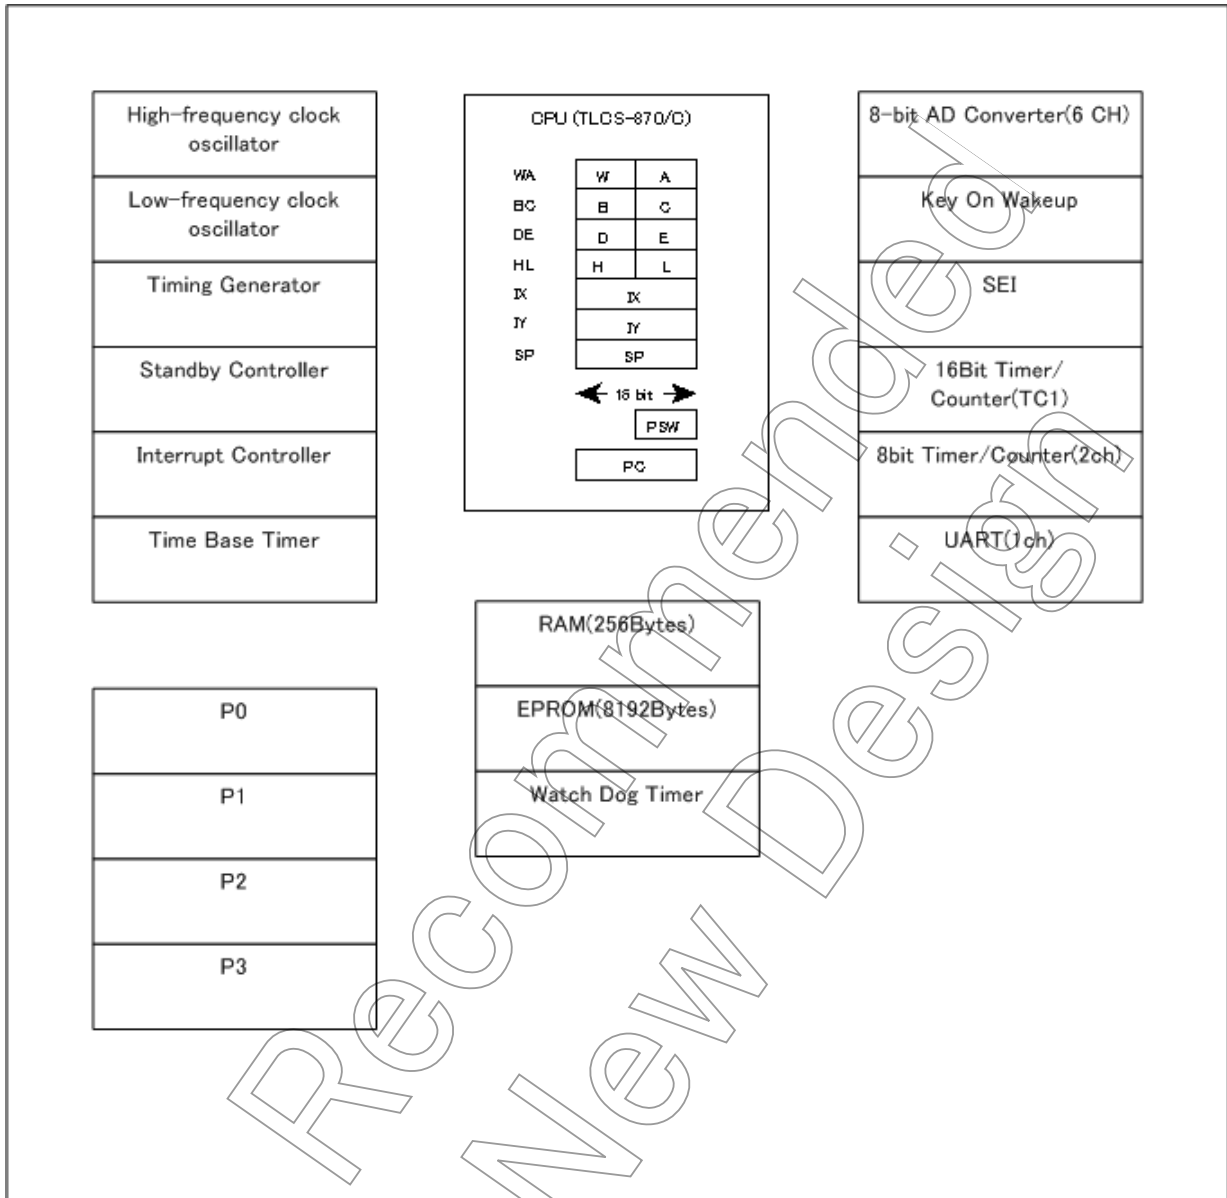 High-frequency clock
oscillator
Low-frequency clock
oscillator
Timing Generator
Standby Controller
Interrupt Controller
Time Base Timer
CPU (TLCS-870/C)
WA W A
BC B C
DE D E
HL H L
IX IX
IY IY
SP SP
16 bit
PSW
PC
8-bit AD Converter(6 CH)
Key On Wakeup
SEI
16Bit Timer/
Counter(TC1)
8bit Timer/Counter(2ch)
UART(1ch)
RAM(256Bytes)
EPROM(8192Bytes)
Watch Dog Timer
P0
P1
P2
P3
Recommended
New Design